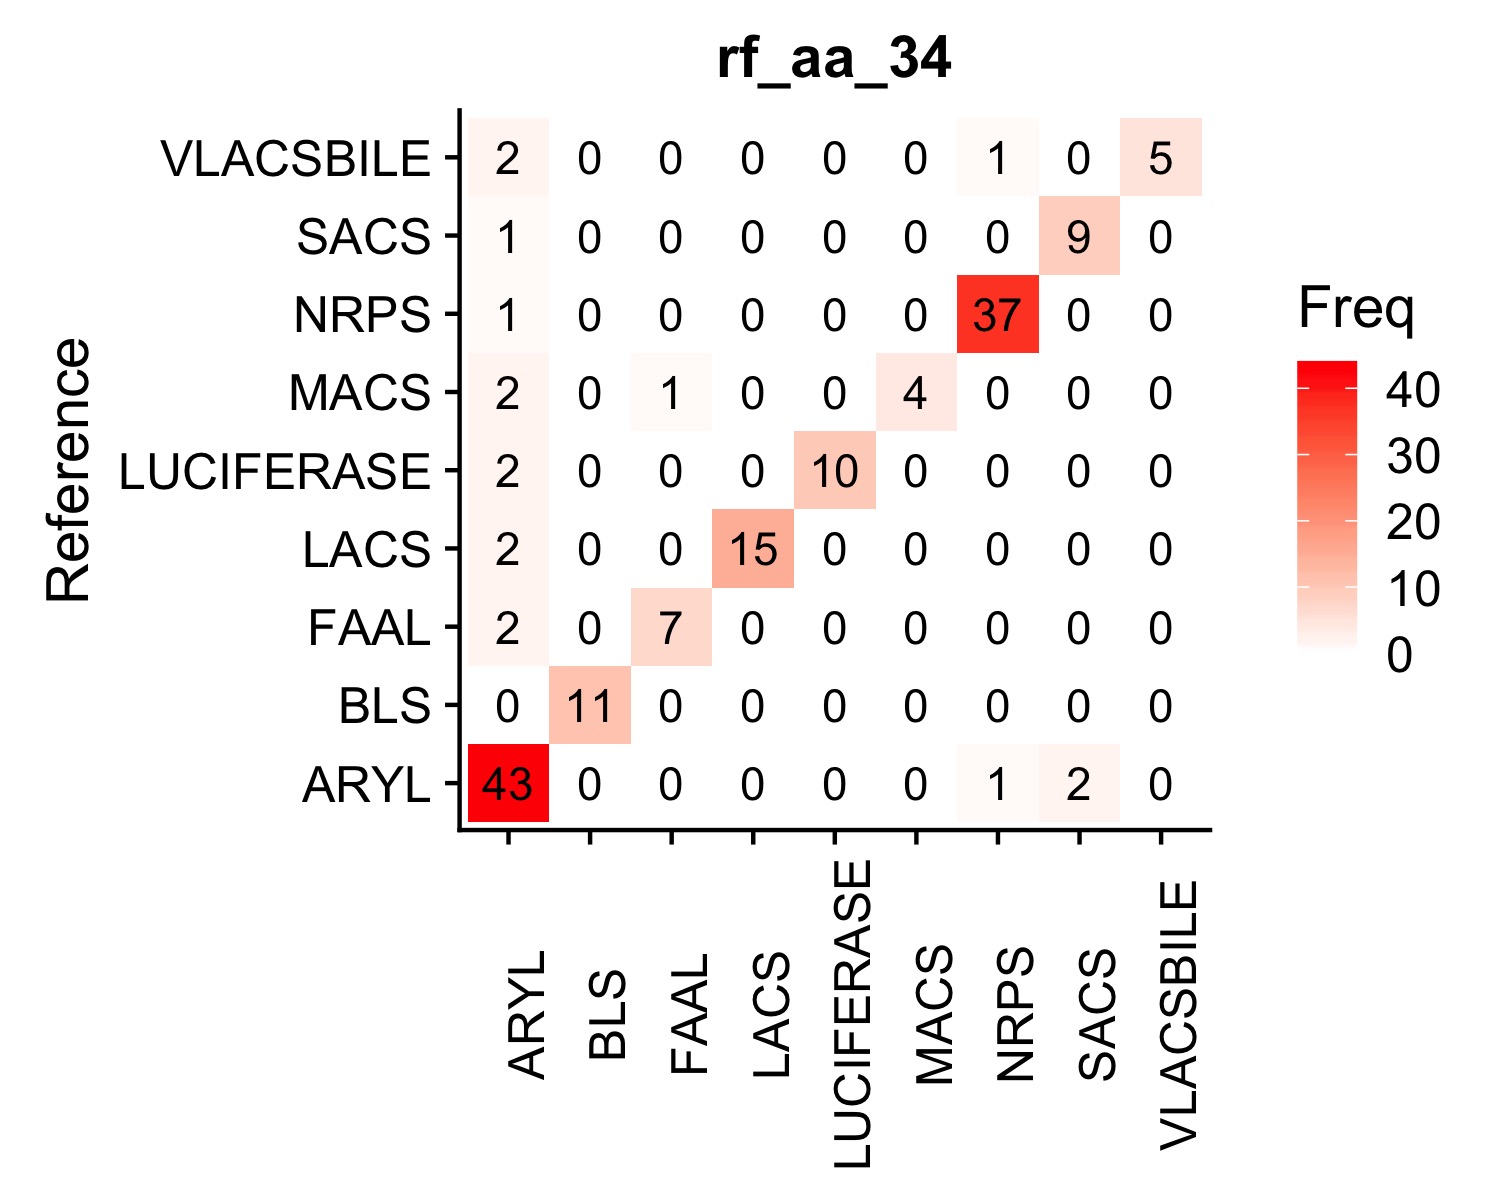 rf_aa_34
Reference
VLACSBILE 2 0 0 0 0 0 1 0 5
SACS 1 0 0 0 0 0 0 9 0
NRPS 1 0 0 0 0 0 37 0 0
MACS 2 0 1 0 0 4 0 0 0
LUCIFERASE 2 0 0 0 10 0 0 0 0
LACS 2 0 0 15 0 0 0 0 0
FAAL 2 0 7 0 0 0 0 0 0
BLS 0 11 0 0 0 0 0 0 0
ARYL 43 0 0 0 0 0 1 2 0
ARYL
BLS
FAAL
LACS
LUCIFERASE
MACS
NRPS
SACS
VLACSBILE
Freq
40
30
20
10
0